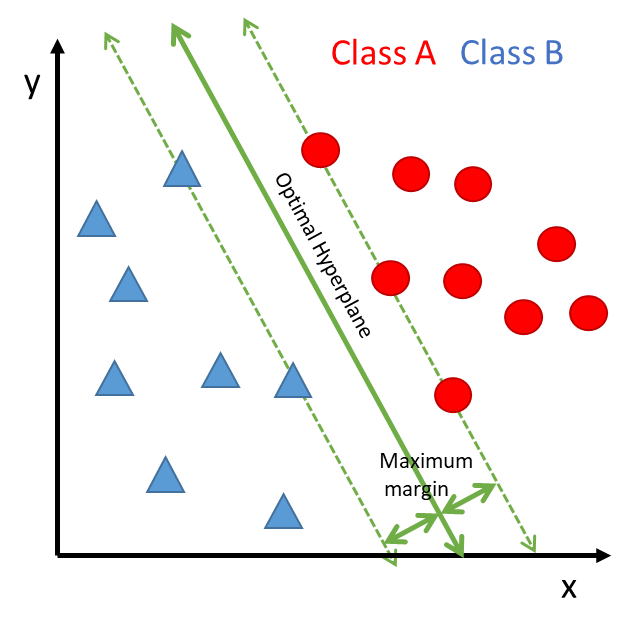 Class A Class B
y
Optimal Hyperplane
Maximum
margin
x